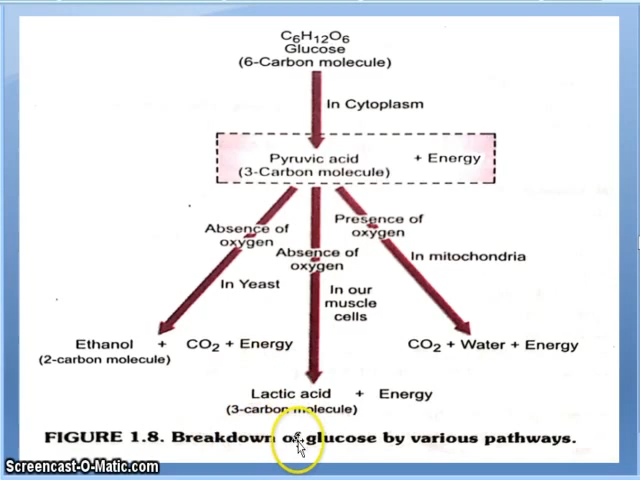 C6H12O6
Glucose
(6-Carbon molecule)
In Cytoplasm
Pyruvic acid + Energy
(3-Carbon molecule)
Absence of
oxygen
Absence of
oxygen
Presence of
oxygen
In Yeast
In our
muscle
cells
In mitochondria
Ethanol + CO2 + Energy
(2-carbon molecule)
CO2 + Water + Energy
Lactic acid + Energy
(3-carbon molecule)
FIGURE 1.8. Breakdown of glucose by various pathways.
Screencast-O-Matic.com